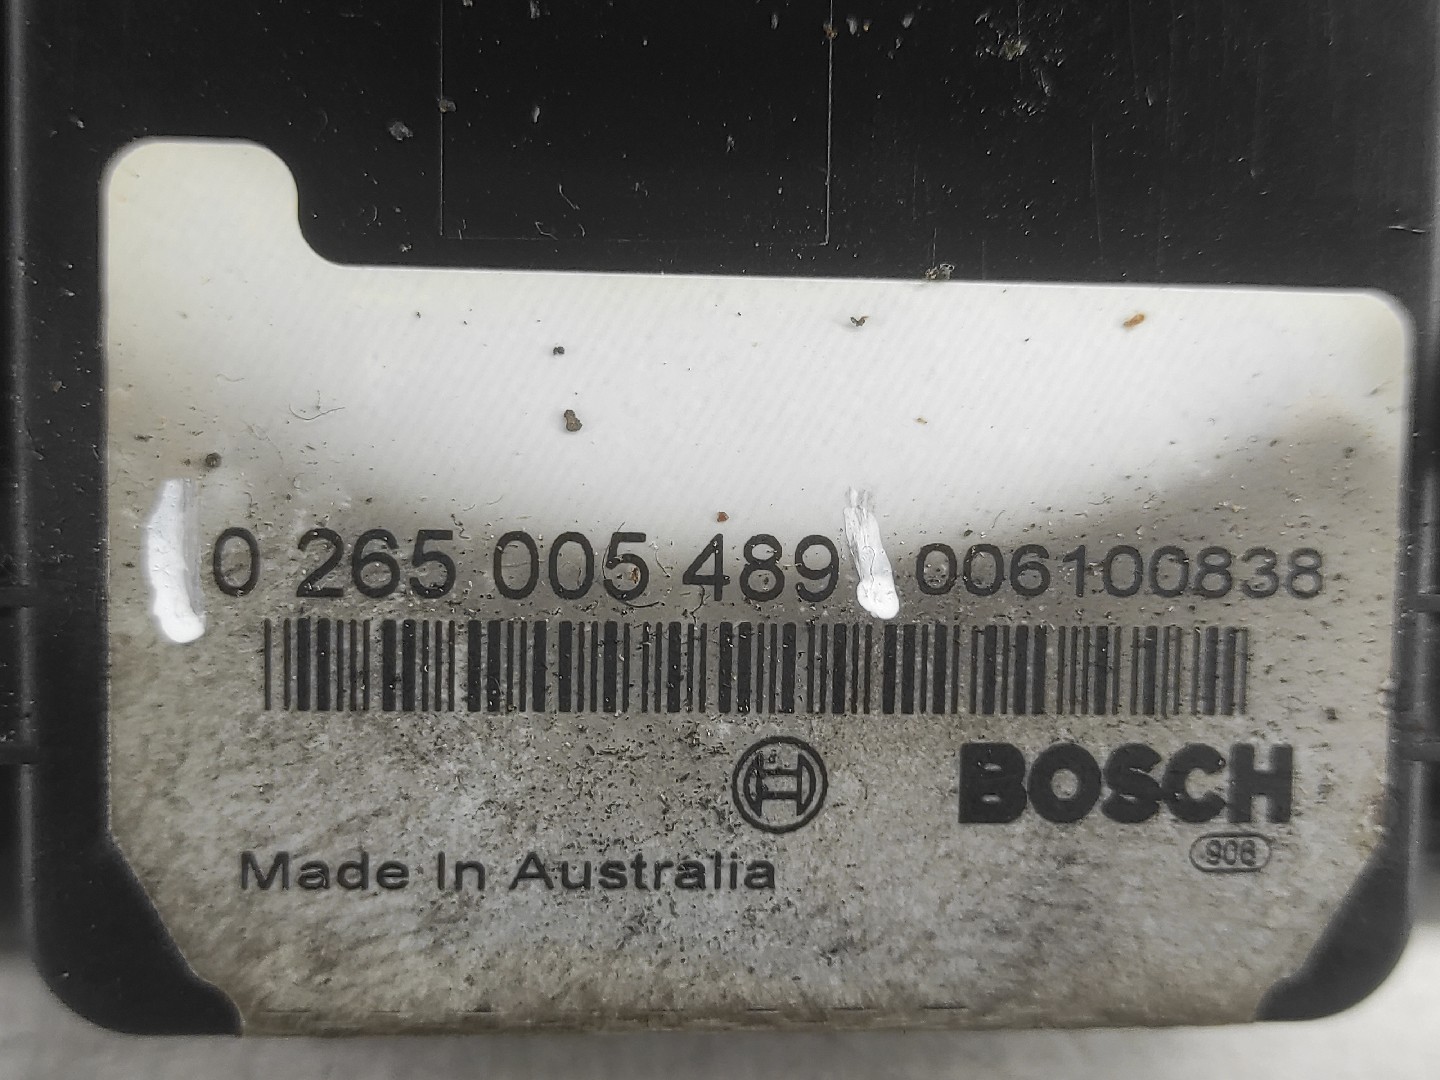 0 265 005 489 006100838
BOSCH
906
Made In Australia